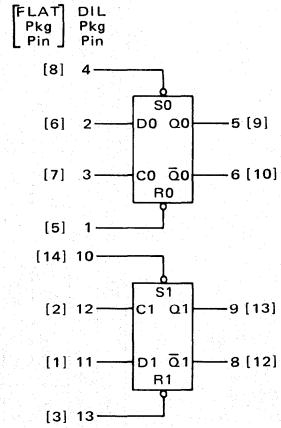 [FLAT] DIL
Pkg Pkg
Pin Pin
[8] 4
S0
[6] 2 D0 Q0 5 [9]
[7] 3 C0 Q̅0 6 [10]
R0
[5] 1
[14] 10
S1
[2] 12 C1 Q1 9 [13]
[1] 11 D1 Q̅1 8 [12]
R1
[3] 13